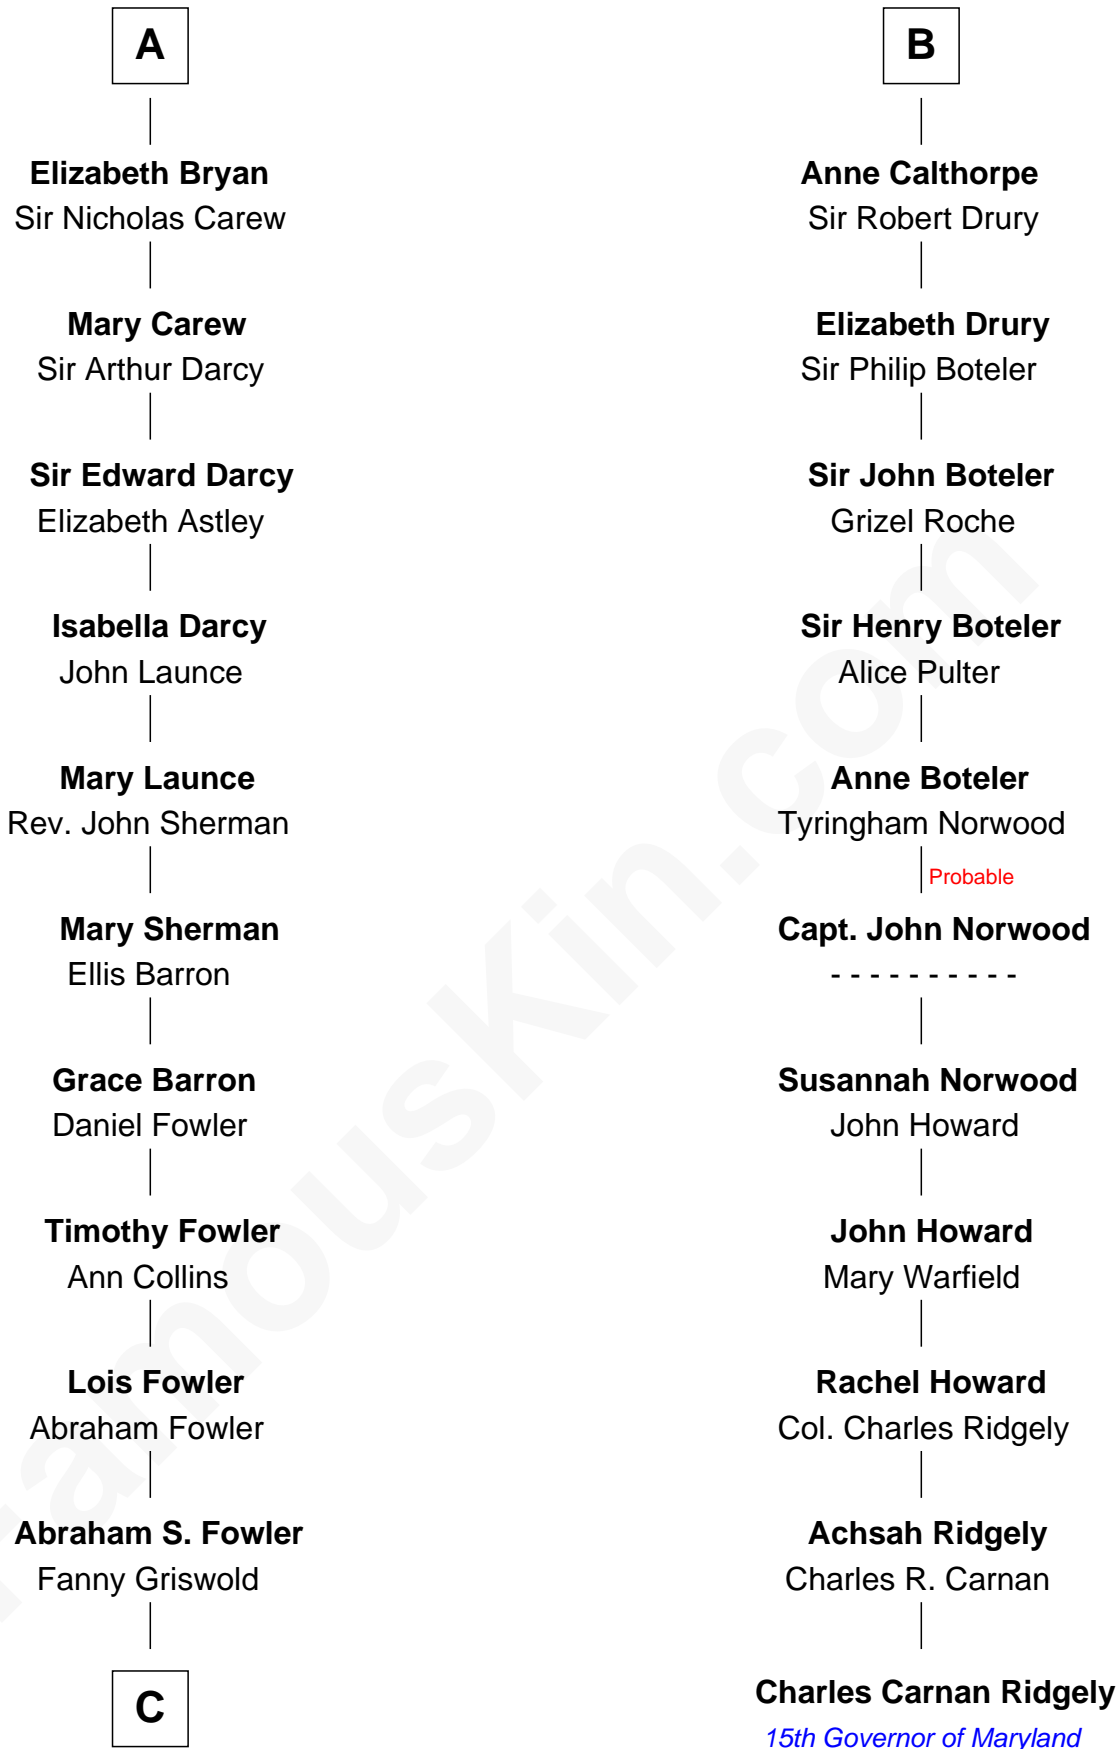 A
Elizabeth Bryan
Sir Nicholas Carew
Mary Carew
Sir Arthur Darcy
Sir Edward Darcy
Elizabeth Astley
Isabella Darcy
John Launce
Mary Launce
Rev. John Sherman
Mary Sherman
Ellis Barron
Grace Barron
Daniel Fowler
Timothy Fowler
Ann Collins
Lois Fowler
Abraham Fowler
Abraham S. Fowler
Fanny Griswold
C
B
Anne Calthorpe
Sir Robert Drury
Elizabeth Drury
Sir Philip Boteler
Sir John Boteler
Grizel Roche
Sir Henry Boteler
Alice Pulter
Anne Boteler
Tyringham Norwood
Probable
Capt. John Norwood
- - - - - - - - - -
Susannah Norwood
John Howard
John Howard
Mary Warfield
Rachel Howard
Col. Charles Ridgely
Achsah Ridgely
Charles R. Carnan
Charles Carnan Ridgely
15th Governor of Maryland
FamousKin.com